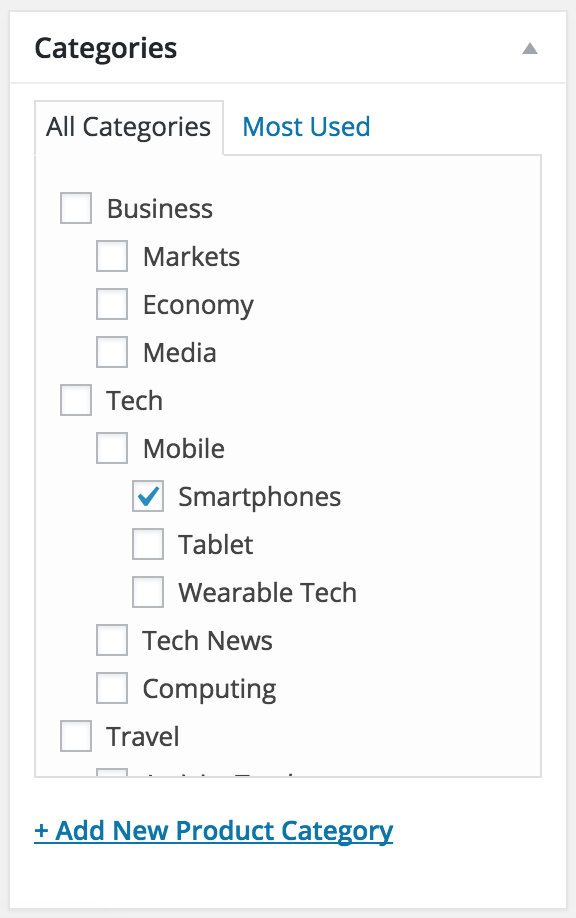 Categories
All Categories Most Used
Business
Markets
Economy
Media
Tech
Mobile
Smartphones
Tablet
Wearable Tech
Tech News
Computing
Travel
+ Add New Product Category